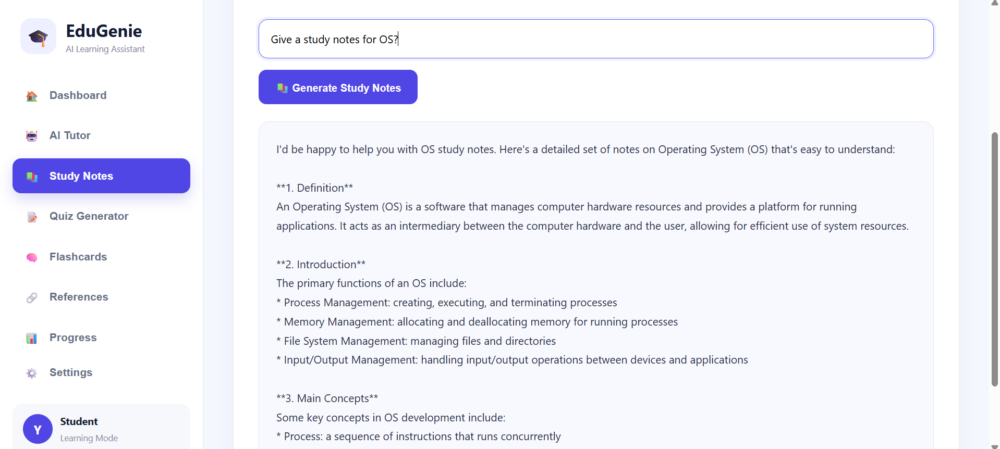 EduGenie
AI Learning Assistant
Dashboard
AI Tutor
Study Notes
Quiz Generator
Flashcards
References
Progress
Settings
Y
Student
Learning Mode
Give a study notes for OS?
Generate Study Notes
I'd be happy to help you with OS study notes. Here's a detailed set of notes on Operating System (OS) that's easy to understand:
**1. Definition**
An Operating System (OS) is a software that manages computer hardware resources and provides a platform for running
applications. It acts as an intermediary between the computer hardware and the user, allowing for efficient use of system resources.
**2. Introduction**
The primary functions of an OS include:
* Process Management: creating, executing, and terminating processes
* Memory Management: allocating and deallocating memory for running processes
* File System Management: managing files and directories
* Input/Output Management: handling input/output operations between devices and applications
**3. Main Concepts**
Some key concepts in OS development include:
* Process: a sequence of instructions that runs concurrently